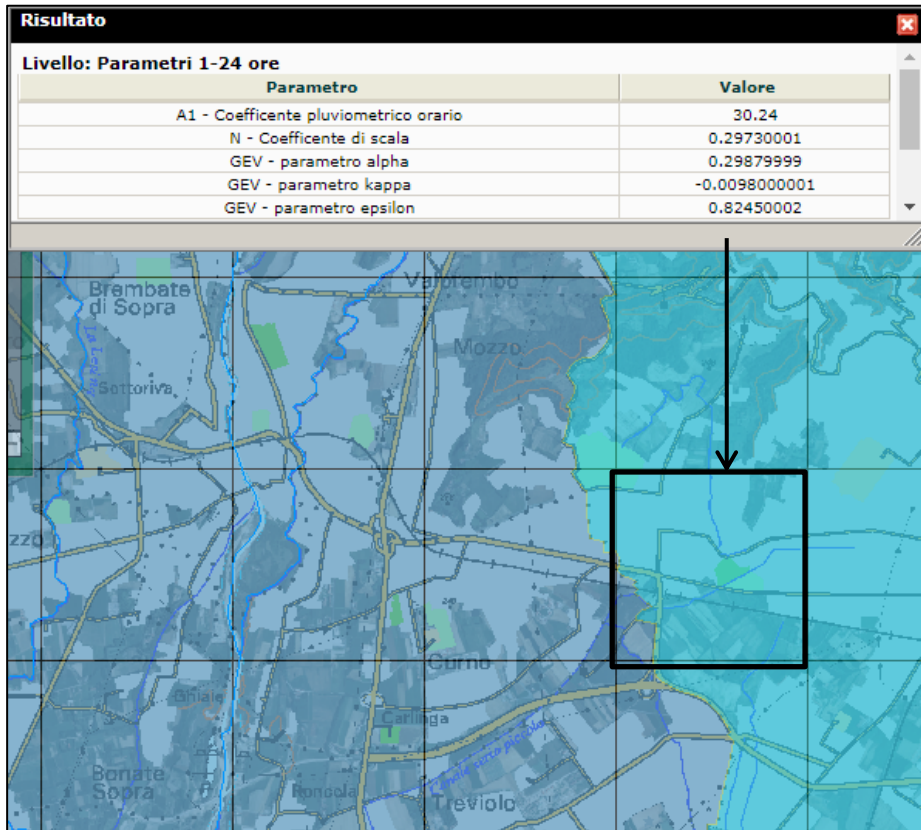 Risultato
Livello: Parametri 1-24 ore
Parametro Valore
A1 - Coefficente pluviometrico orario 30.24
N - Coefficente di scala 0.29730001
GEV - parametro alpha 0.29879999
GEV - parametro kappa -0.0098000001
GEV - parametro epsilon 0.82450002
Valbrembo
Brembate
di Sopra
Mozzo
Sottoriva
zzo
Curno
Ghiaie
Carlinga
Bonate
Sopra
Roncola
Treviolo